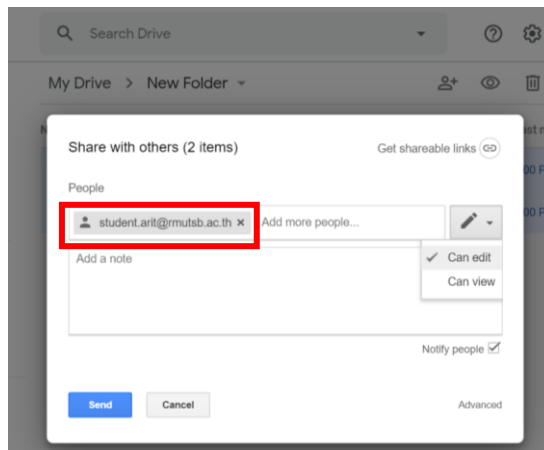 Search Drive
My Drive > New Folder
Share with others (2 items)
Get shareable links
People
student.arit@rmutsb.ac.th × Add more people...
Add a note
Can edit
Can view
Notify people
Send
Cancel
Advanced